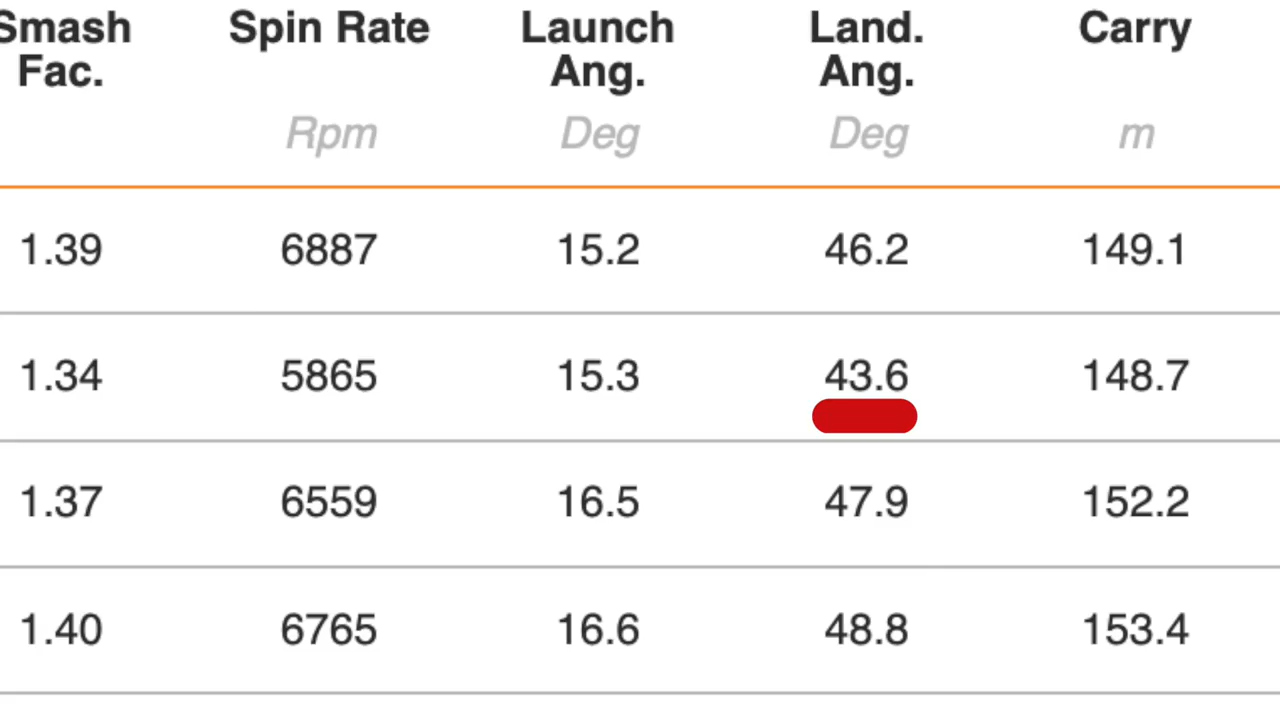 Smash Fac. Spin Rate Launch Ang. Land. Ang. Carry
Rpm Deg Deg m
1.39 6887 15.2 46.2 149.1
1.34 5865 15.3 43.6 148.7
1.37 6559 16.5 47.9 152.2
1.40 6765 16.6 48.8 153.4